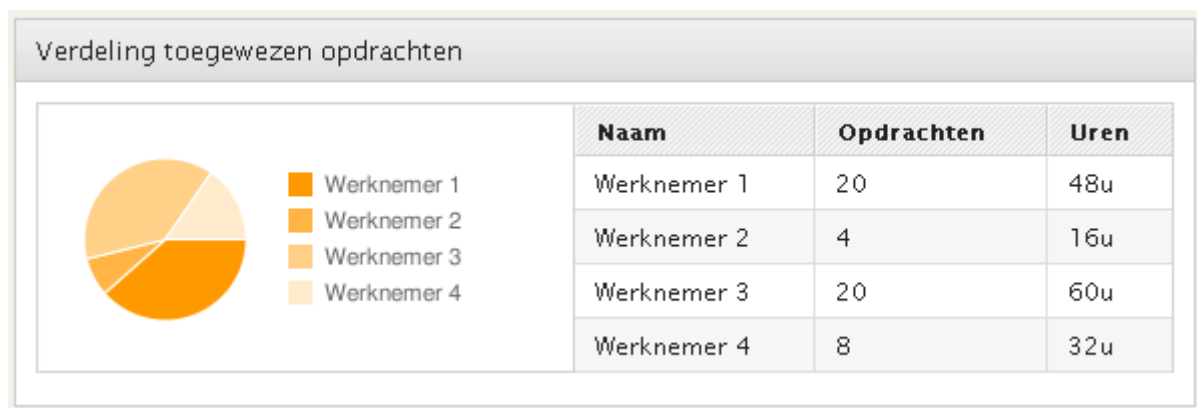 Verdeling toegewezen opdrachten
Werknemer 1
Werknemer 2
Werknemer 3
Werknemer 4
Naam Opdrachten Uren
Werknemer 1 20 48u
Werknemer 2 4 16u
Werknemer 3 20 60u
Werknemer 4 8 32u